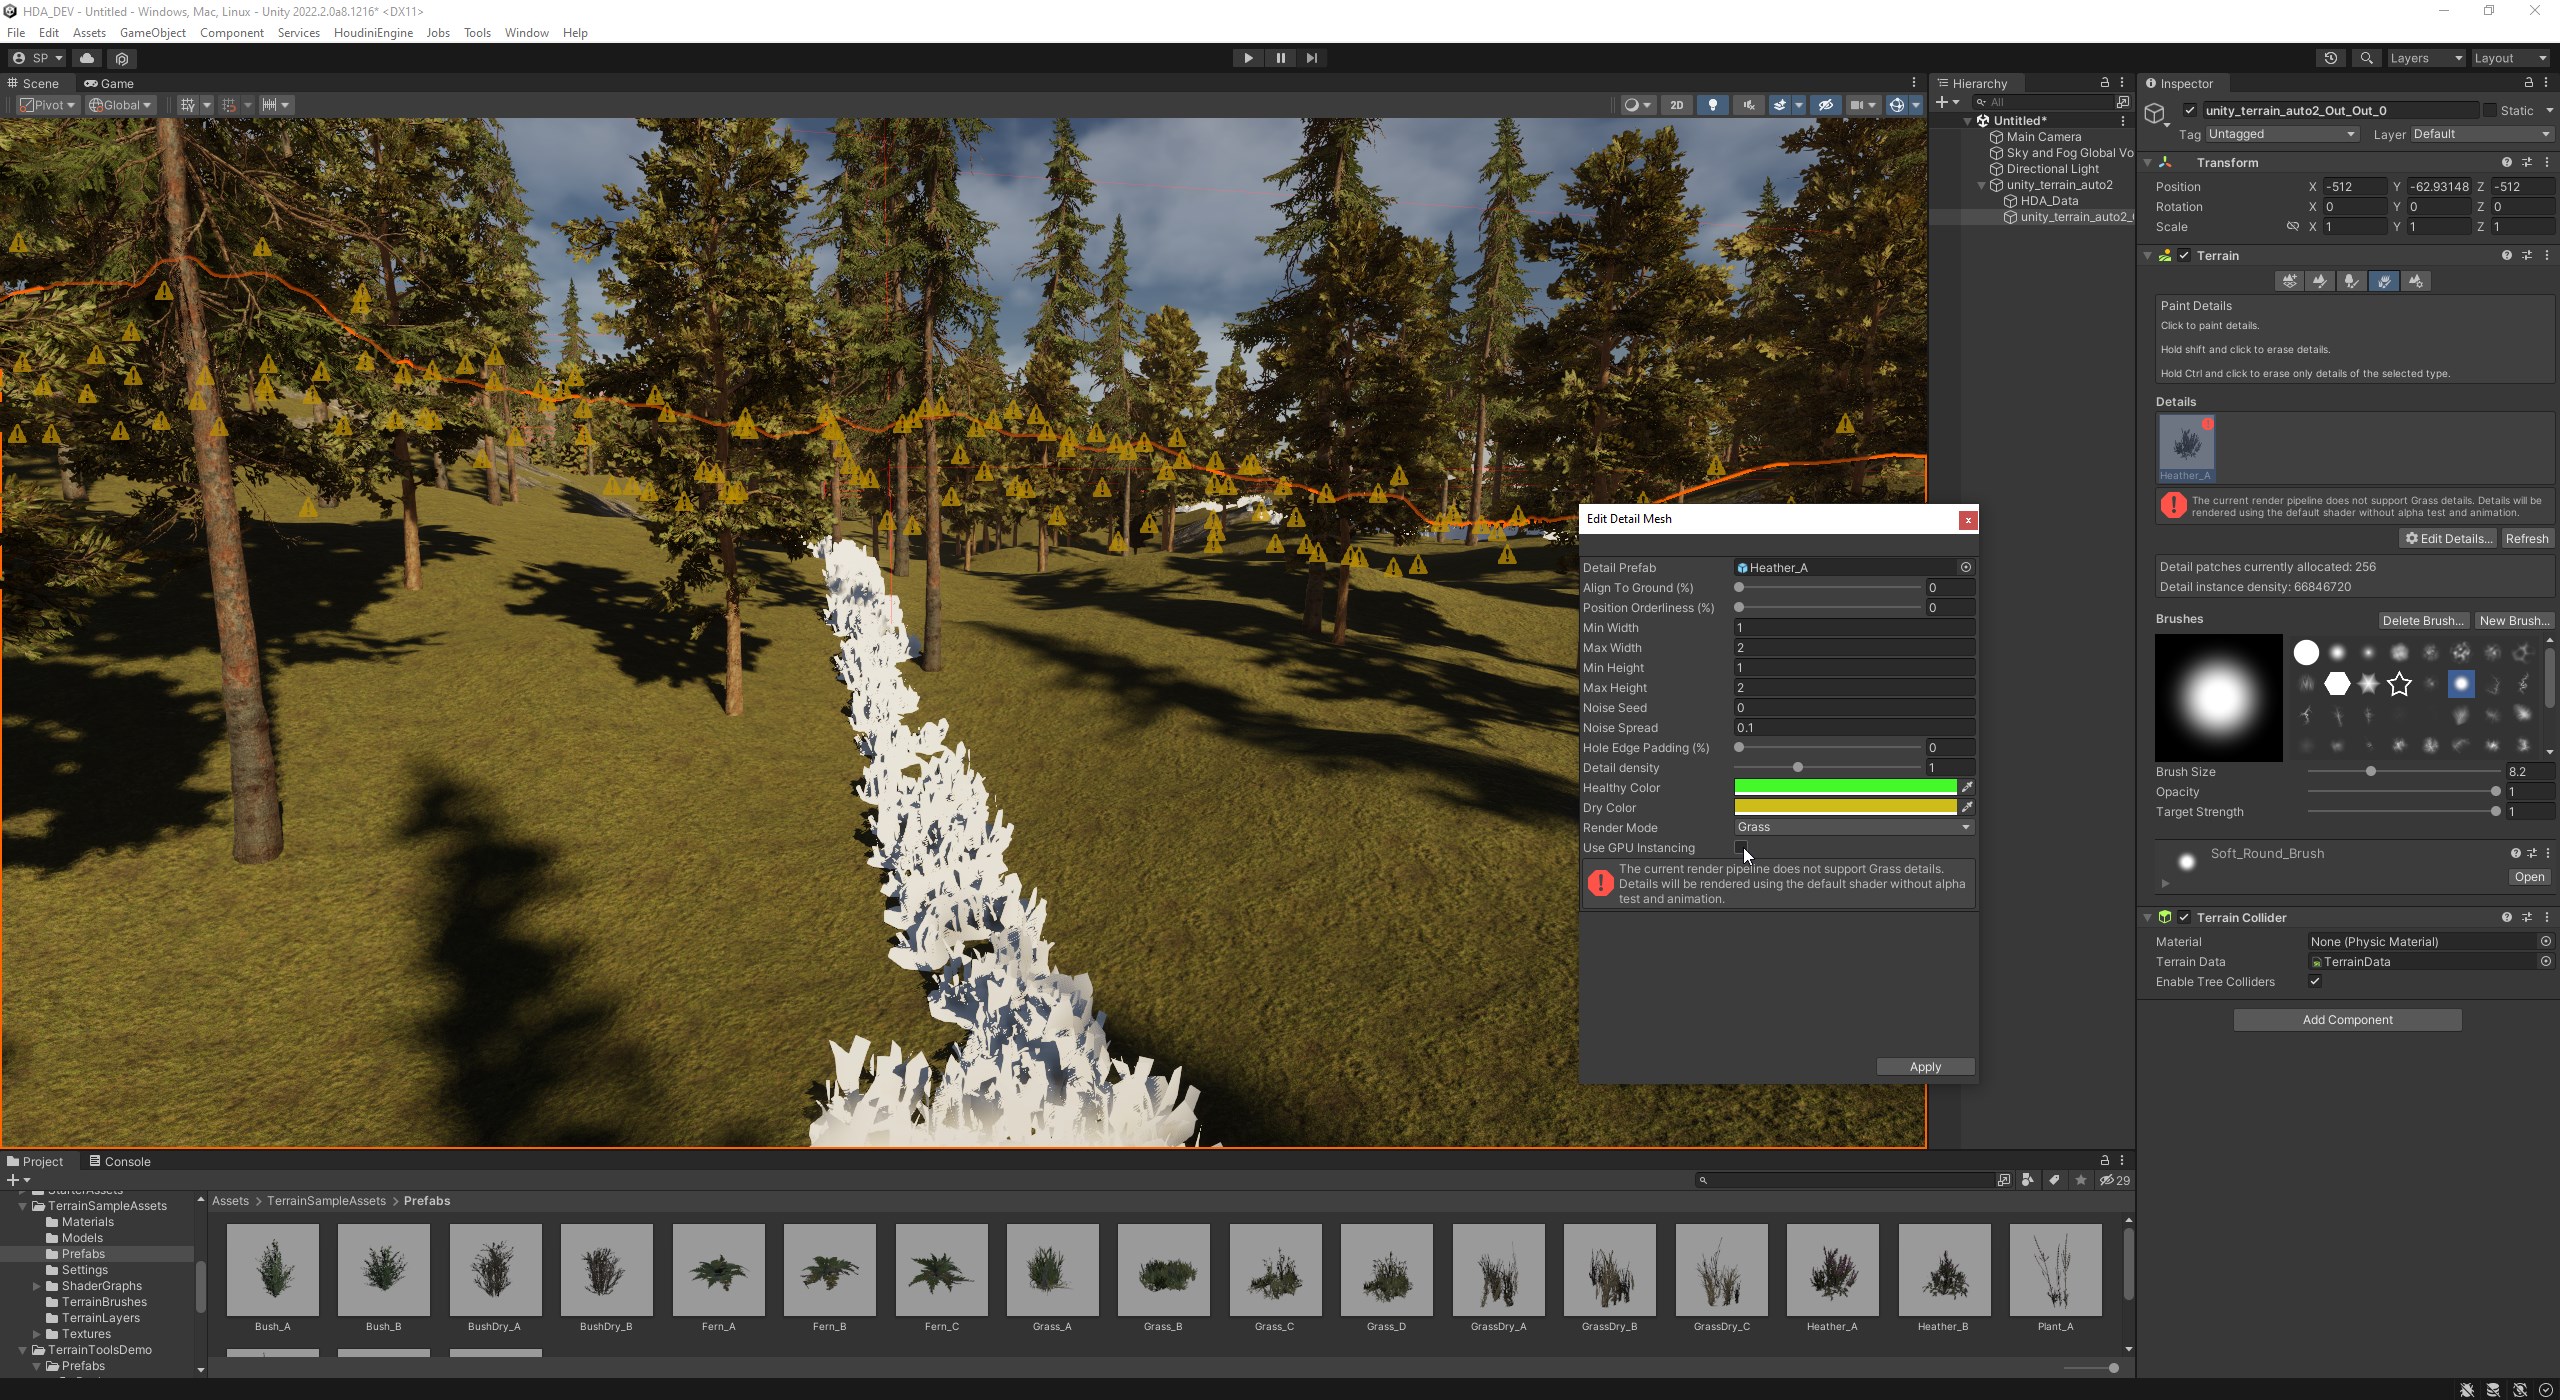 HDA_DEV - Untitled - Windows, Mac, Linux - Unity 2022.2.0a8.1216* <DX11>
File Edit Assets GameObject Component Services HoudiniEngine Jobs Tools Window Help
SP
Layers Layout
Scene Game
Pivot Global
2D
Hierarchy
All
Untitled*
Main Camera
Sky and Fog Global Vo
Directional Light
unity_terrain_auto2
HDA_Data
unity_terrain_auto2_
Inspector
unity_terrain_auto2_Out_Out_0 Static
Tag Untagged Layer Default
Transform
Position X -512 Y -62.93148 Z -512
Rotation X 0 Y 0 Z 0
Scale X 1 Y 1 Z 1
Terrain
Paint Details
Click to paint details.
Hold shift and click to erase details.
Hold Ctrl and click to erase only details of the selected type.
Details
Heather_A
The current render pipeline does not support Grass details. Details will be
rendered using the default shader without alpha test and animation.
Edit Details... Refresh
Detail patches currently allocated: 256
Detail instance density: 66846720
Brushes Delete Brush... New Brush...
Brush Size 8.2
Opacity 1
Target Strength 1
Soft_Round_Brush
Open
Terrain Collider
Material None (Physic Material)
Terrain Data TerrainData
Enable Tree Colliders
Add Component
Edit Detail Mesh
x
Detail Prefab Heather_A
Align To Ground (%) 0
Position Orderliness (%) 0
Min Width 1
Max Width 2
Min Height 1
Max Height 2
Noise Seed 0
Noise Spread 0.1
Hole Edge Padding (%) 0
Detail density 1
Healthy Color
Dry Color
Render Mode Grass
Use GPU Instancing
The current render pipeline does not support Grass details.
Details will be rendered using the default shader without alpha
test and animation.
Apply
Project Console
29
StarterAssets
TerrainSampleAssets
Materials
Models
Prefabs
Settings
ShaderGraphs
TerrainBrushes
TerrainLayers
Textures
TerrainToolsDemo
Prefabs
Assets > TerrainSampleAssets > Prefabs
Bush_A Bush_B BushDry_A BushDry_B Fern_A Fern_B Fern_C Grass_A Grass_B Grass_C Grass_D GrassDry_A GrassDry_B GrassDry_C Heather_A Heather_B Plant_A